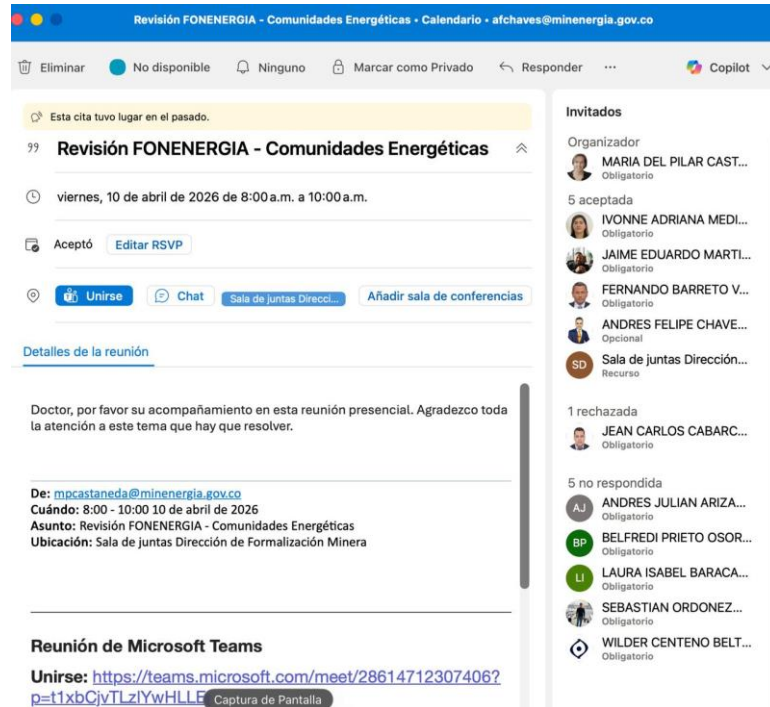 Revisión FONENERGIA - Comunidades Energéticas • Calendario • afchaves@minenergia.gov.co
Eliminar No disponible Ninguno Marcar como Privado Responder ... Copilot
Esta cita tuvo lugar en el pasado.
Revisión FONENERGIA - Comunidades Energéticas
viernes, 10 de abril de 2026 de 8:00 a.m. a 10:00 a.m.
Aceptó Editar RSVP
Unirse Chat Sala de juntas Direcci... Añadir sala de conferencias
Detalles de la reunión
Doctor, por favor su acompañamiento en esta reunión presencial. Agradezco toda
la atención a este tema que hay que resolver.
De: mpcastaneda@minenergia.gov.co
Cuándo: 8:00 - 10:00 10 de abril de 2026
Asunto: Revisión FONENERGIA - Comunidades Energéticas
Ubicación: Sala de juntas Dirección de Formalización Minera
Reunión de Microsoft Teams
Unirse: https://teams.microsoft.com/meet/28614712307406?
p=t1xbCjvTLzlYwHLLE
Captura de Pantalla
Invitados
Organizador
MARIA DEL PILAR CAST...
Obligatorio
5 aceptada
IVONNE ADRIANA MEDI...
Obligatorio
JAIME EDUARDO MARTI...
Obligatorio
FERNANDO BARRETO V...
Obligatorio
ANDRES FELIPE CHAVE...
Opcional
SD Sala de juntas Dirección...
Recurso
1 rechazada
JEAN CARLOS CABARC...
Obligatorio
5 no respondida
AJ ANDRES JULIAN ARIZA...
Obligatorio
BP BELFREDI PRIETO OSOR...
Obligatorio
LI LAURA ISABEL BARACA...
Obligatorio
SEBASTIAN ORDONEZ...
Obligatorio
WILDER CENTENO BELT...
Obligatorio